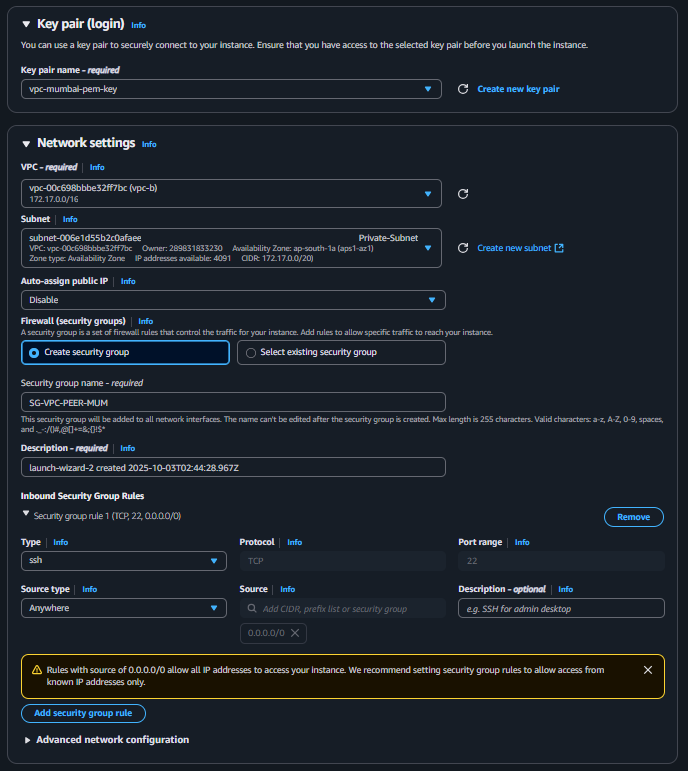 Key pair (login) Info
You can use a key pair to securely connect to your instance. Ensure that you have access to the selected key pair before you launch the instance.
Key pair name - required
vpc-mumbai-pem-key
Create new key pair
Network settings Info
VPC - required Info
vpc-00c698bbbe32ff7bc (vpc-b)
172.17.0.0/16
Subnet Info
subnet-006e1d55b2c0afaee Private-Subnet
VPC: vpc-00c698bbbe32ff7bc Owner: 289831833230 Availability Zone: ap-south-1a (aps1-az1)
Zone type: Availability Zone IP addresses available: 4091 CIDR: 172.17.0.0/20)
Create new subnet
Auto-assign public IP Info
Disable
Firewall (security groups) Info
A security group is a set of firewall rules that control the traffic for your instance. Add rules to allow specific traffic to reach your instance.
Create security group
Select existing security group
Security group name - required
SG-VPC-PEER-MUM
This security group will be added to all network interfaces. The name can't be edited after the security group is created. Max length is 255 characters. Valid characters: a-z, A-Z, 0-9, spaces,
and ._-:/()#,@[]+=&;{}!$*
Description - required Info
launch-wizard-2 created 2025-10-03T02:44:28.967Z
Inbound Security Group Rules
Security group rule 1 (TCP, 22, 0.0.0.0/0)
Remove
Type Info
Protocol Info
Port range Info
ssh
TCP
22
Source type Info
Source Info
Description - optional Info
Anywhere
Add CIDR, prefix list or security group
e.g. SSH for admin desktop
0.0.0.0/0
Rules with source of 0.0.0.0/0 allow all IP addresses to access your instance. We recommend setting security group rules to allow access from
known IP addresses only.
Add security group rule
Advanced network configuration